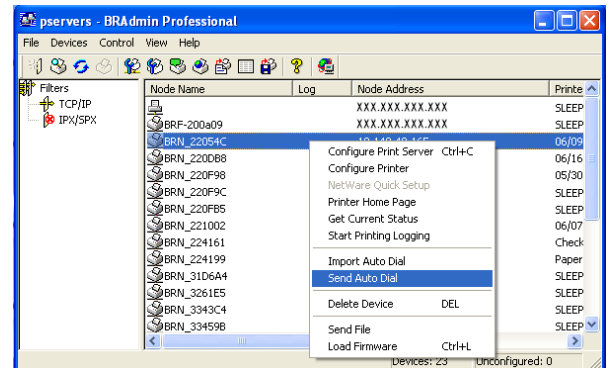 pservers - BRAdmin Professional
File Devices Control View Help
Filters
TCP/IP
IPX/SPX
Node Name Log Node Address Printe
XXX.XXX.XXX.XXX SLEEP
BRF-200a09 XXX.XXX.XXX.XXX SLEEP
BRN_22054C 06/09
BRN_220DB8 06/16
BRN_220F98 05/30
BRN_220F9C SLEEP
BRN_220FB5 SLEEP
BRN_221002 06/07
BRN_224161 Check
BRN_224199 Paper
BRN_31D6A4 SLEEP
BRN_3261E5 SLEEP
BRN_3343C4 SLEEP
BRN_33459B SLEEP
Configure Print Server Ctrl+C
Configure Printer
NetWare Quick Setup
Printer Home Page
Get Current Status
Start Printing Logging
Import Auto Dial
Send Auto Dial
Delete Device DEL
Send File
Load Firmware Ctrl+L
Devices: 23 Unconfigured: 0